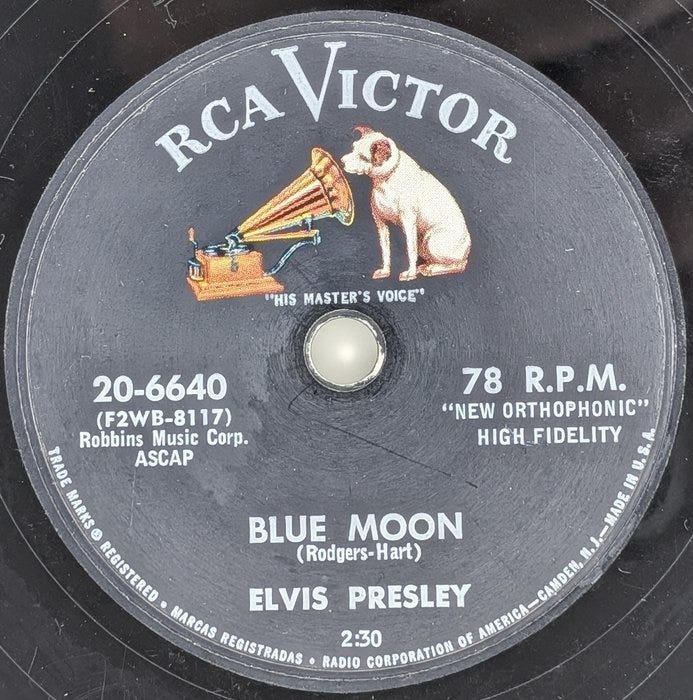 RCA VICTOR
"HIS MASTER'S VOICE"
20-6640
(F2WB-8117)
Robbins Music Corp.
ASCAP
78 R.P.M.
"NEW ORTHOPHONIC"
HIGH FIDELITY
BLUE MOON
(Rodgers-Hart)
ELVIS PRESLEY
2:30
TRADE MARKS ® REGISTERED • MARCAS REGISTRADAS • RADIO CORPORATION OF AMERICA—CAMDEN, N. J.—MADE IN U.S.A.